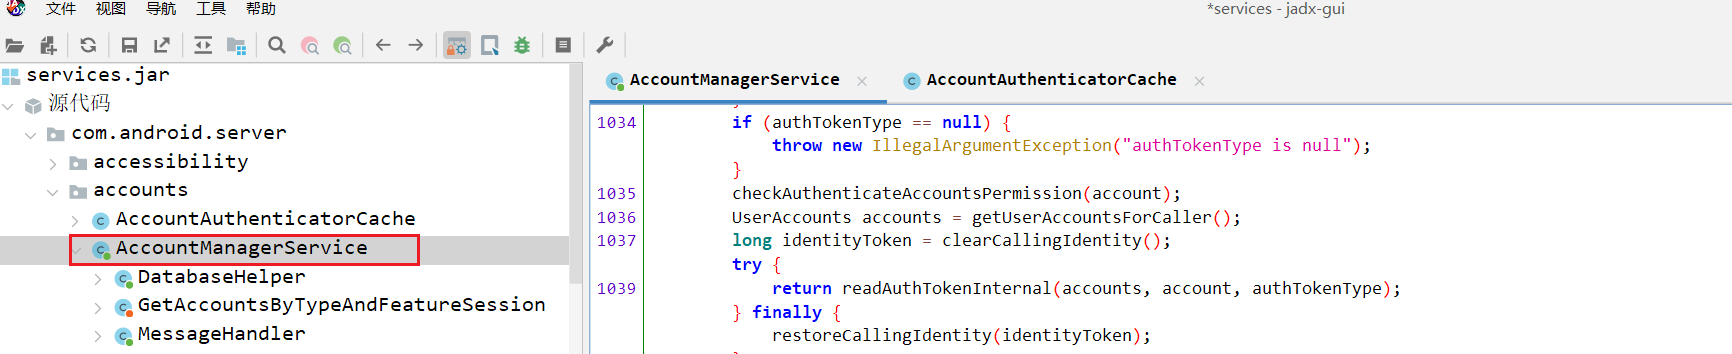 文件 视图 导航 工具 帮助
*services - jadx-gui
services.jar
源代码
com.android.server
accessibility
accounts
AccountAuthenticatorCache
AccountManagerService
DatabaseHelper
GetAccountsByTypeAndFeatureSession
MessageHandler
AccountManagerService × AccountAuthenticatorCache ×
1034 if (authTokenType == null) {
throw new IllegalArgumentException("authTokenType is null");
}
1035 checkAuthenticateAccountsPermission(account);
1036 UserAccounts accounts = getUserAccountsForCaller();
1037 long identityToken = clearCallingIdentity();
try {
1039 return readAuthTokenInternal(accounts, account, authTokenType);
} finally {
restoreCallingIdentity(identityToken);